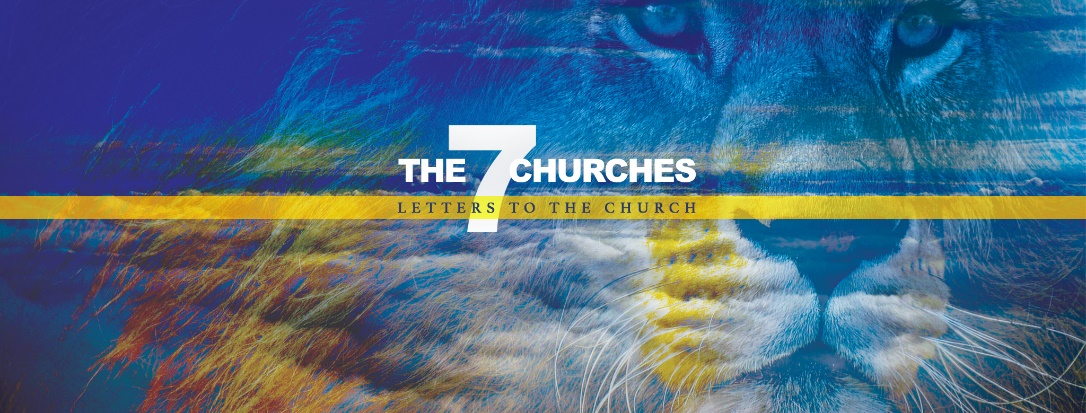 THE 7 CHURCHES
LETTERS TO THE CHURCH